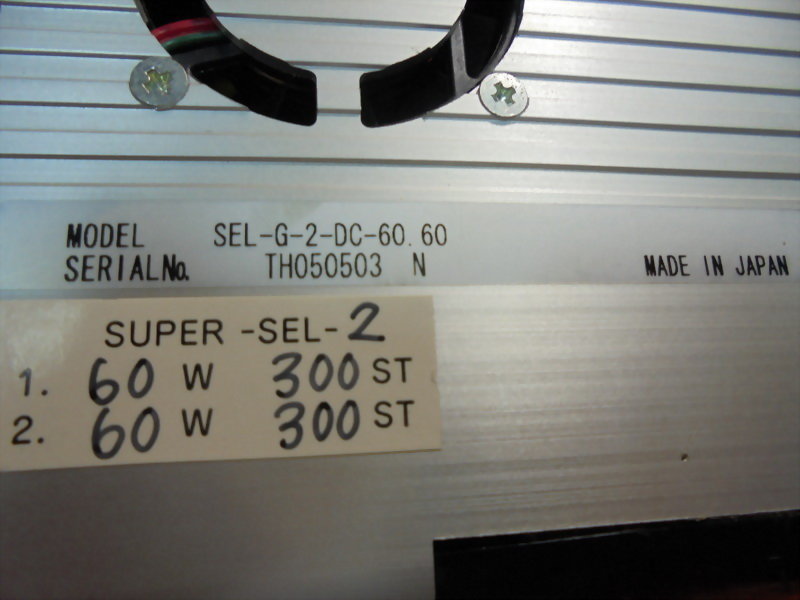 MODEL SEL-G-2-DC-60.60
SERIALNo. TH050503 N
MADE IN JAPAN
SUPER -SEL-2
1. 60 W 300 ST
2. 60 W 300 ST